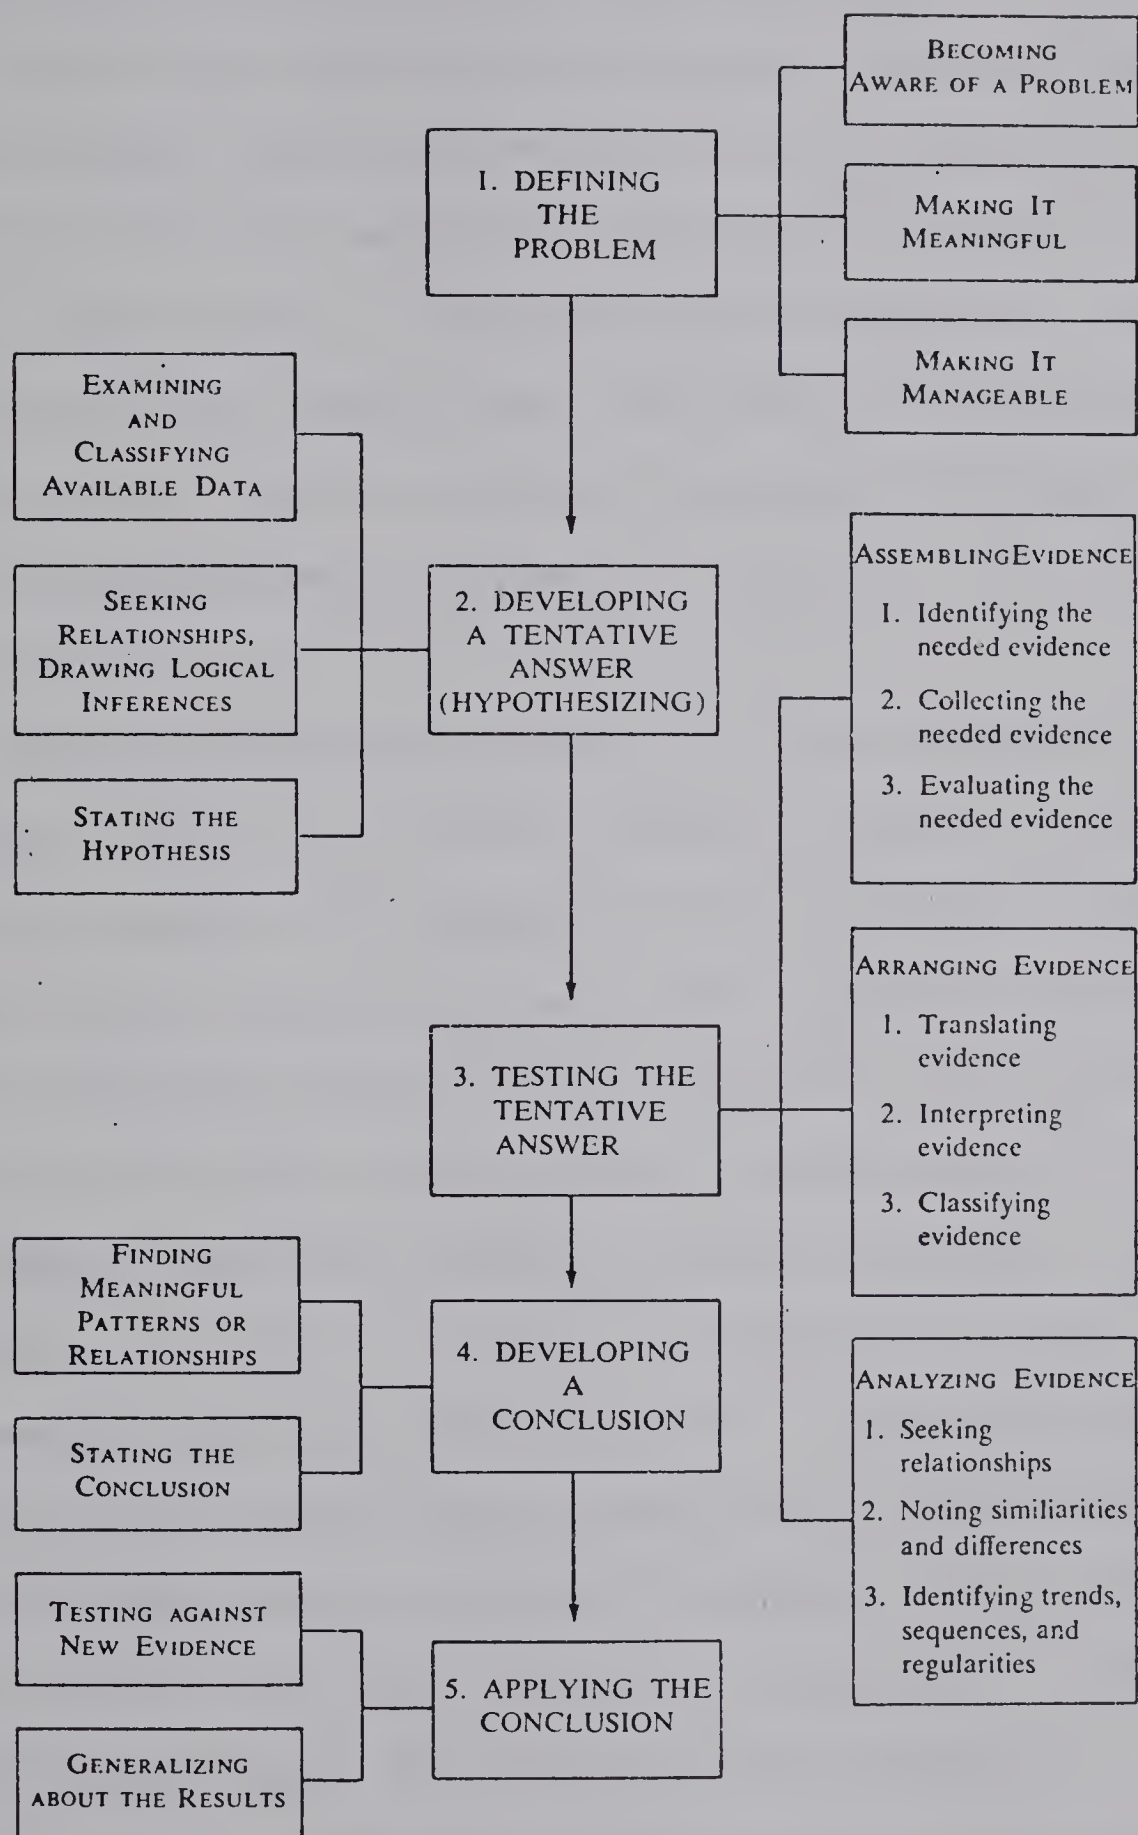 1. DEFINING
THE
PROBLEM
BECOMING
AWARE OF A PROBLEM
MAKING IT
MEANINGFUL
MAKING IT
MANAGEABLE
2. DEVELOPING
A TENTATIVE
ANSWER
(HYPOTHESIZING)
EXAMINING
AND
CLASSIFYING
AVAILABLE DATA
SEEKING
RELATIONSHIPS,
DRAWING LOGICAL
INFERENCES
STATING THE
HYPOTHESIS
3. TESTING THE
TENTATIVE
ANSWER
ASSEMBLING EVIDENCE
1. Identifying the
needed evidence
2. Collecting the
needed evidence
3. Evaluating the
needed evidence
ARRANGING EVIDENCE
1. Translating
evidence
2. Interpreting
evidence
3. Classifying
evidence
ANALYZING EVIDENCE
1. Seeking
relationships
2. Noting similiarities
and differences
3. Identifying trends,
sequences, and
regularities
4. DEVELOPING
A
CONCLUSION
FINDING
MEANINGFUL
PATTERNS OR
RELATIONSHIPS
STATING THE
CONCLUSION
5. APPLYING THE
CONCLUSION
TESTING AGAINST
NEW EVIDENCE
GENERALIZING
ABOUT THE RESULTS